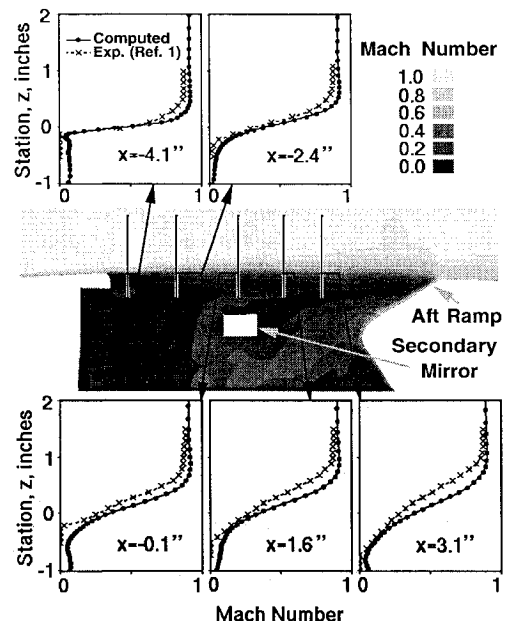 2
1
0
-1
Station, z, inches
Computed
Exp. (Ref. 1)
x=-4.1"
0
1
x=-2.4"
0
1
Mach Number
1.0
0.8
0.6
0.4
0.2
0.0
Aft Ramp
Secondary
Mirror
2
1
0
-1
Station, z, inches
x=-0.1"
0
1
x=1.6"
0
1
x=3.1"
0
1
Mach Number